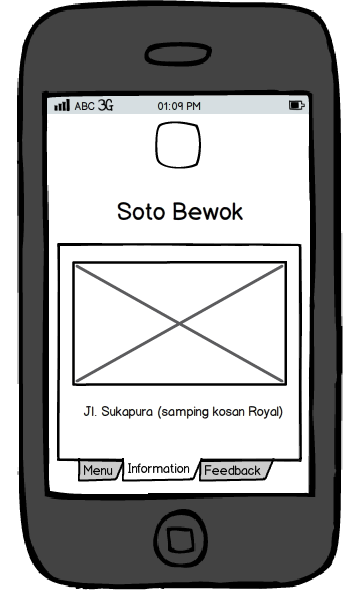 ABC 3G 01:09 PM
Soto Bewok
Jl. Sukapura (samping kosan Royal)
Menu Information Feedback